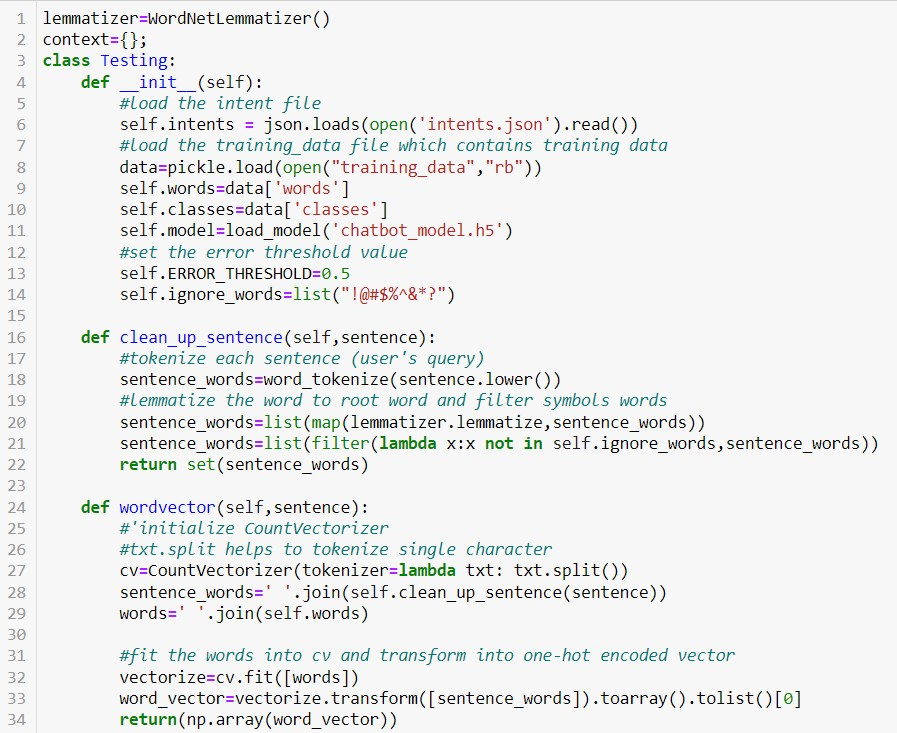 1 lemmatizer=WordNetLemmatizer()
2 context={};
3 class Testing:
4     def __init__(self):
5         #load the intent file
6         self.intents = json.loads(open('intents.json').read())
7         #load the training_data file which contains training data
8         data=pickle.load(open("training_data","rb"))
9         self.words=data['words']
10         self.classes=data['classes']
11         self.model=load_model('chatbot_model.h5')
12         #set the error threshold value
13         self.ERROR_THRESHOLD=0.5
14         self.ignore_words=list("!@#$%^&*?")
15
16     def clean_up_sentence(self,sentence):
17         #tokenize each sentence (user's query)
18         sentence_words=word_tokenize(sentence.lower())
19         #lemmatize the word to root word and filter symbols words
20         sentence_words=list(map(lemmatizer.lemmatize,sentence_words))
21         sentence_words=list(filter(lambda x:x not in self.ignore_words,sentence_words))
22         return set(sentence_words)
23
24     def wordvector(self,sentence):
25         #'initialize CountVectorizer
26         #txt.split helps to tokenize single character
27         cv=CountVectorizer(tokenizer=lambda txt: txt.split())
28         sentence_words=' '.join(self.clean_up_sentence(sentence))
29         words=' '.join(self.words)
30
31         #fit the words into cv and transform into one-hot encoded vector
32         vectorize=cv.fit([words])
33         word_vector=vectorize.transform([sentence_words]).toarray().tolist()[0]
34         return(np.array(word_vector))